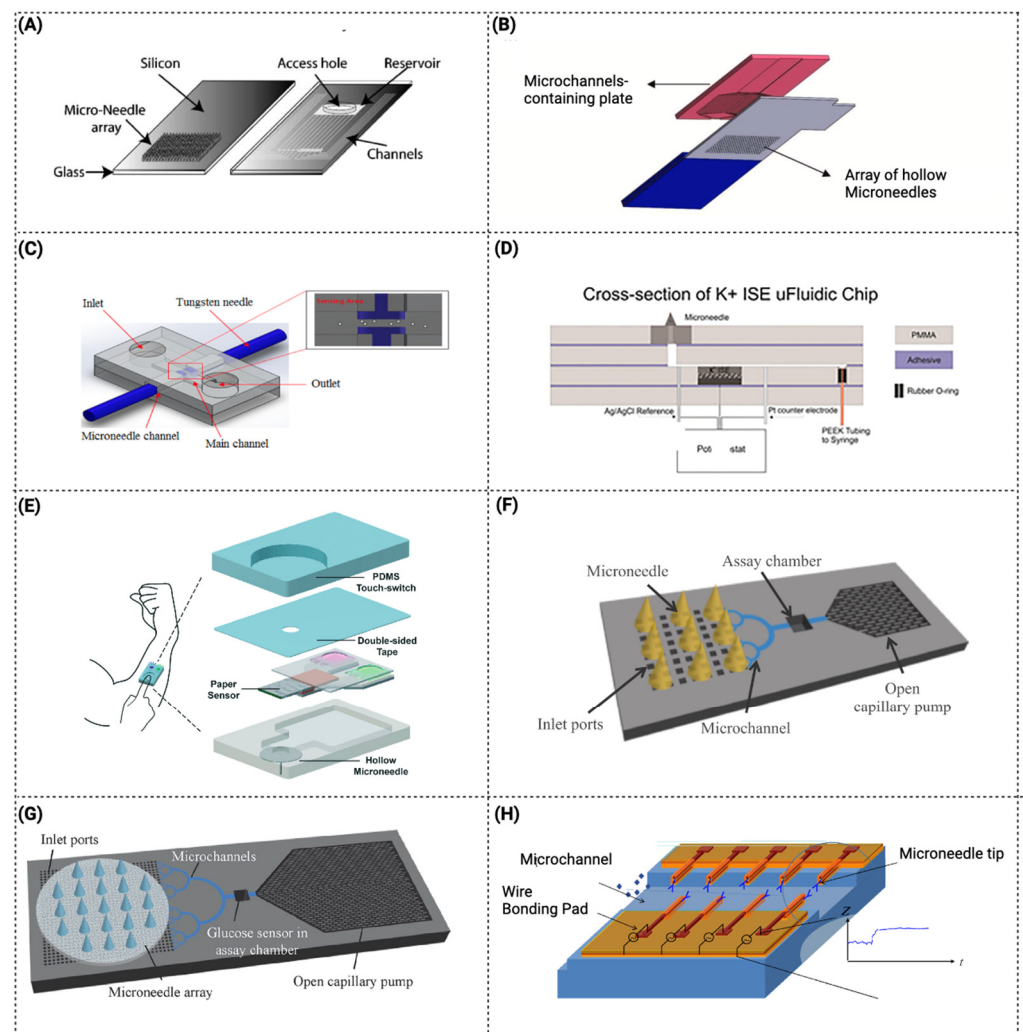 (A)
Silicon
Access hole
Reservoir
Micro-Needle
array
Channels
Glass
(B)
Microchannels-
containing plate
Array of hollow
Microneedles
(C)
Inlet
Tungsten needle
Sensing Area
Outlet
Microneedle channel
Main channel
(D)
Cross-section of K+ ISE uFluidic Chip
Microneedle
PMMA
Adhesive
Rubber O-ring
Ag/AgCl Reference
Pt counter electrode
PEEK Tubing
to Syringe
Pot stat
(E)
PDMS
Touch-switch
Double-sided
Tape
Paper
Sensor
Hollow
Microneedle
(F)
Assay chamber
Microneedle
Open
capillary pump
Inlet ports
Microchannel
(G)
Inlet ports
Microchannels
Glucose sensor in
assay chamber
Open capillary pump
Microneedle array
(H)
Microchannel
Microneedle tip
Wire
Bonding Pad
Z
t